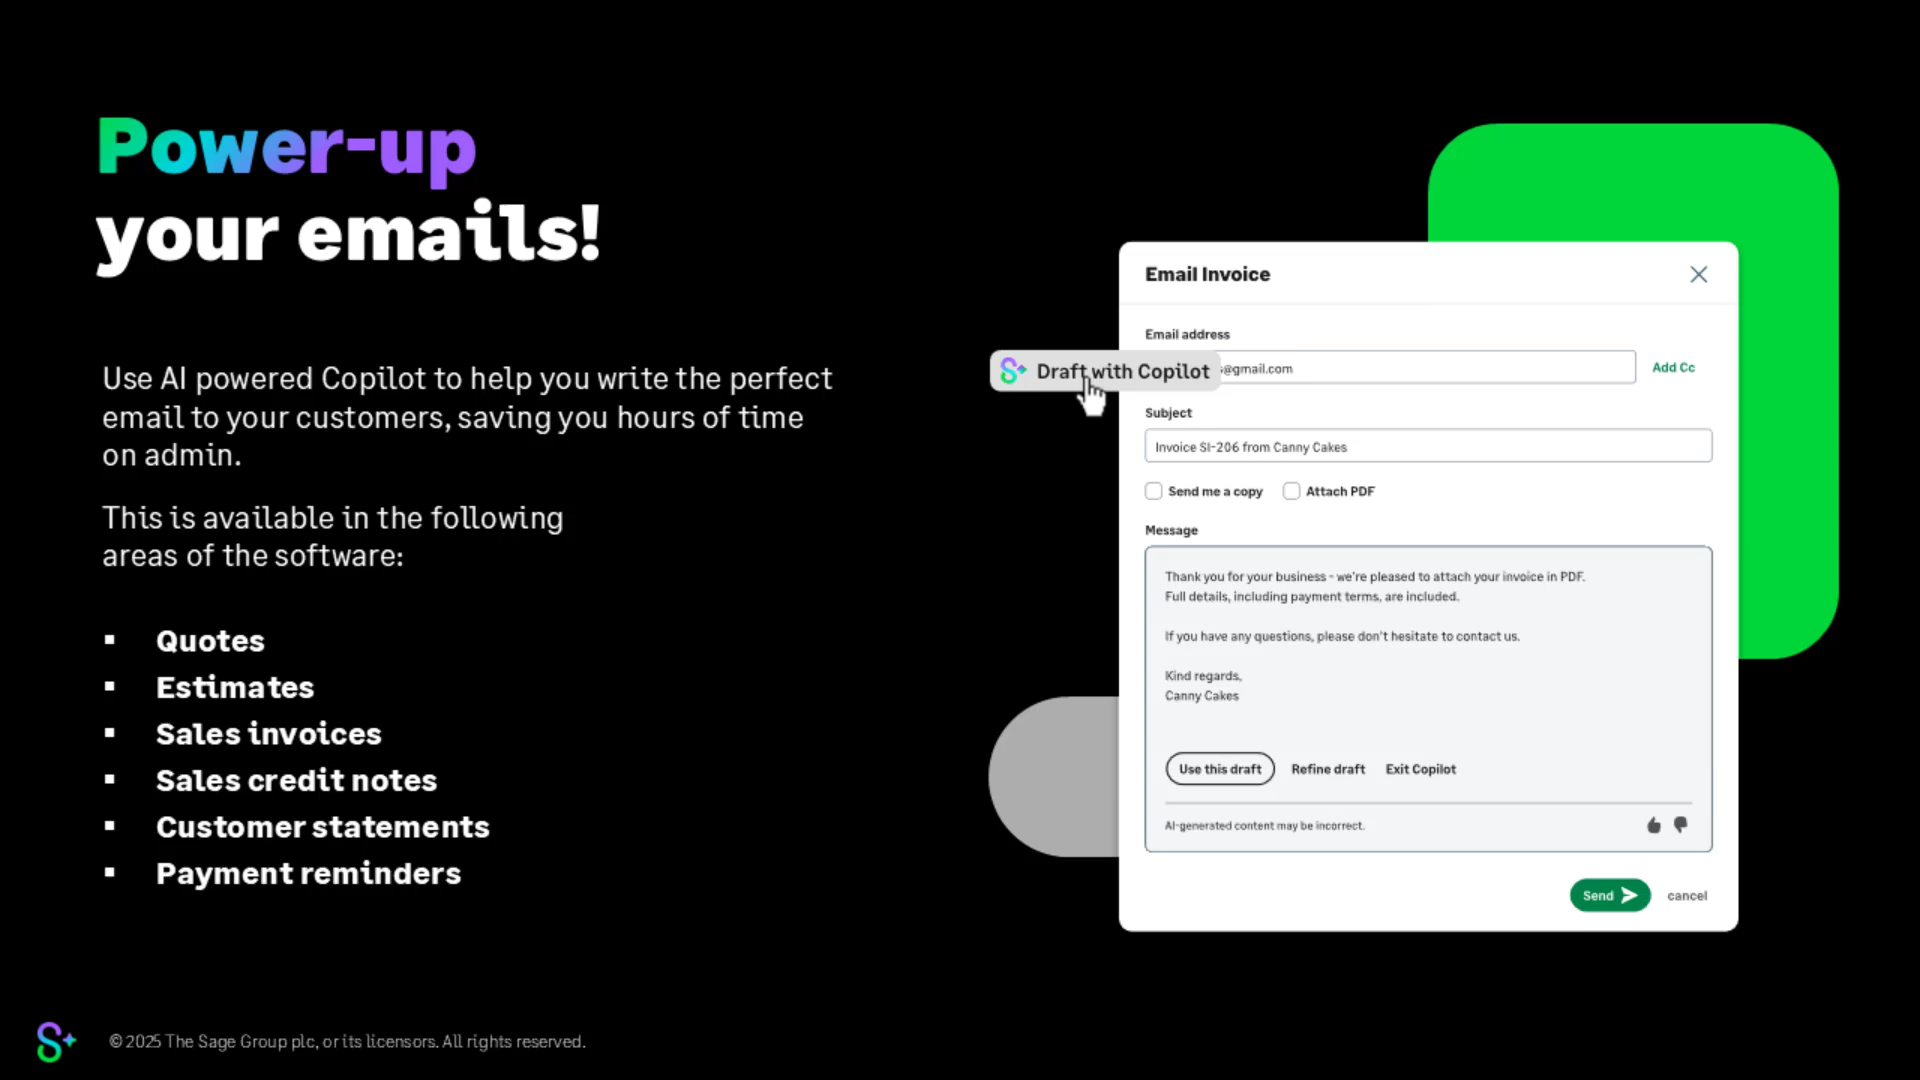 Power-up
your emails!
Use AI powered Copilot to help you write the perfect
email to your customers, saving you hours of time
on admin.
This is available in the following
areas of the software:
▪ Quotes
▪ Estimates
▪ Sales invoices
▪ Sales credit notes
▪ Customer statements
▪ Payment reminders
Email Invoice
Email address
Draft with Copilot
s@gmail.com
Add Cc
Subject
Invoice SI-206 from Canny Cakes
Send me a copy
Attach PDF
Message
Thank you for your business - we're pleased to attach your invoice in PDF.
Full details, including payment terms, are included.
If you have any questions, please don't hesitate to contact us.
Kind regards,
Canny Cakes
Use this draft
Refine draft
Exit Copilot
AI-generated content may be incorrect.
Send
cancel
© 2025 The Sage Group plc, or its licensors. All rights reserved.